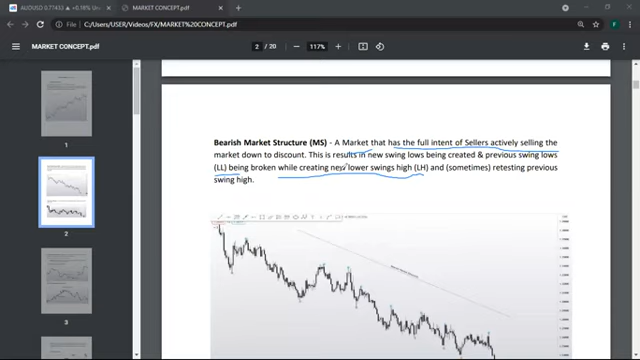 AUDUSD 0.77453 ▲ +0.18% Unna
MARKET CONCEPT.pdf
File
C:/Users/USER/Videos/FX/MARKET%20CONCEPT.pdf
F
MARKET CONCEPT.pdf
2 / 20
117%
1
2
3
Bearish Market Structure (MS) - A Market that has the full intent of Sellers actively selling the
market down to discount. This is results in new swing lows being created & previous swing lows
(LL) being broken while creating new lower swings high (LH) and (sometimes) retesting previous
swing high.